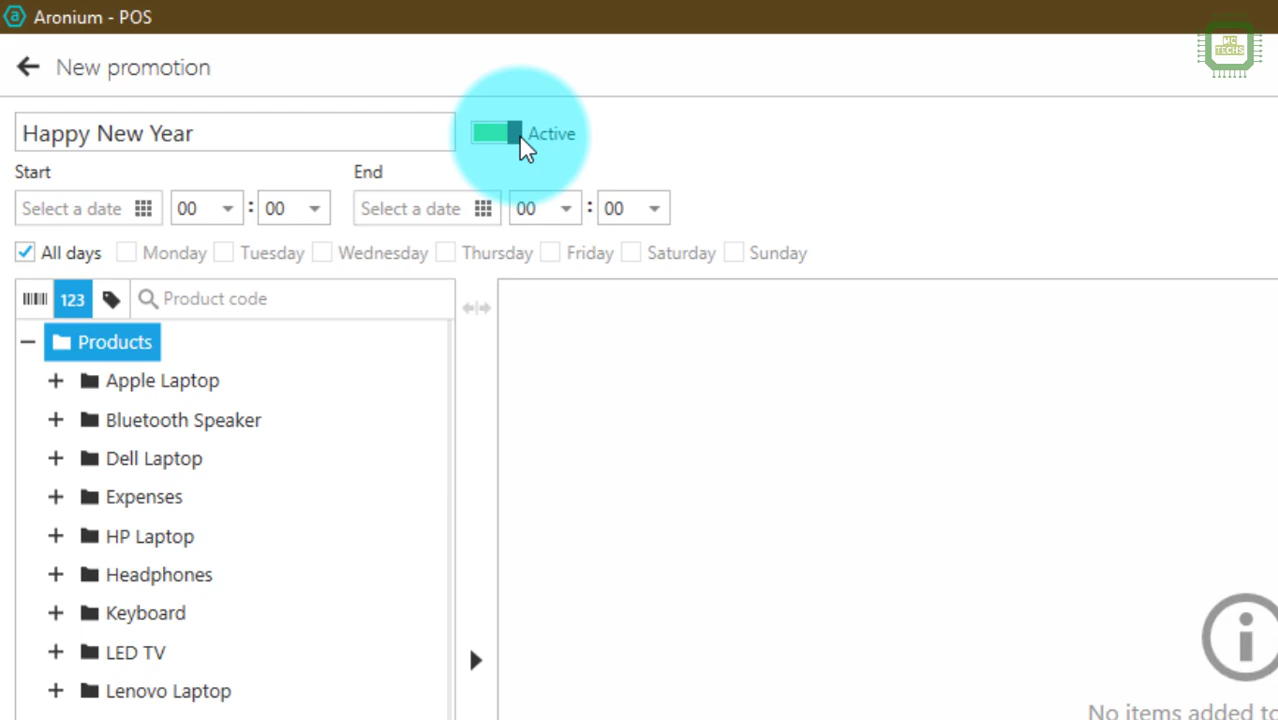 Aronium - POS
MC
TECHS
New promotion
Happy New Year
Active
Start
End
Select a date
00
:
00
Select a date
00
:
00
All days
Monday
Tuesday
Wednesday
Thursday
Friday
Saturday
Sunday
123
Product code
Products
Apple Laptop
Bluetooth Speaker
Dell Laptop
Expenses
HP Laptop
Headphones
Keyboard
LED TV
Lenovo Laptop
No items added to